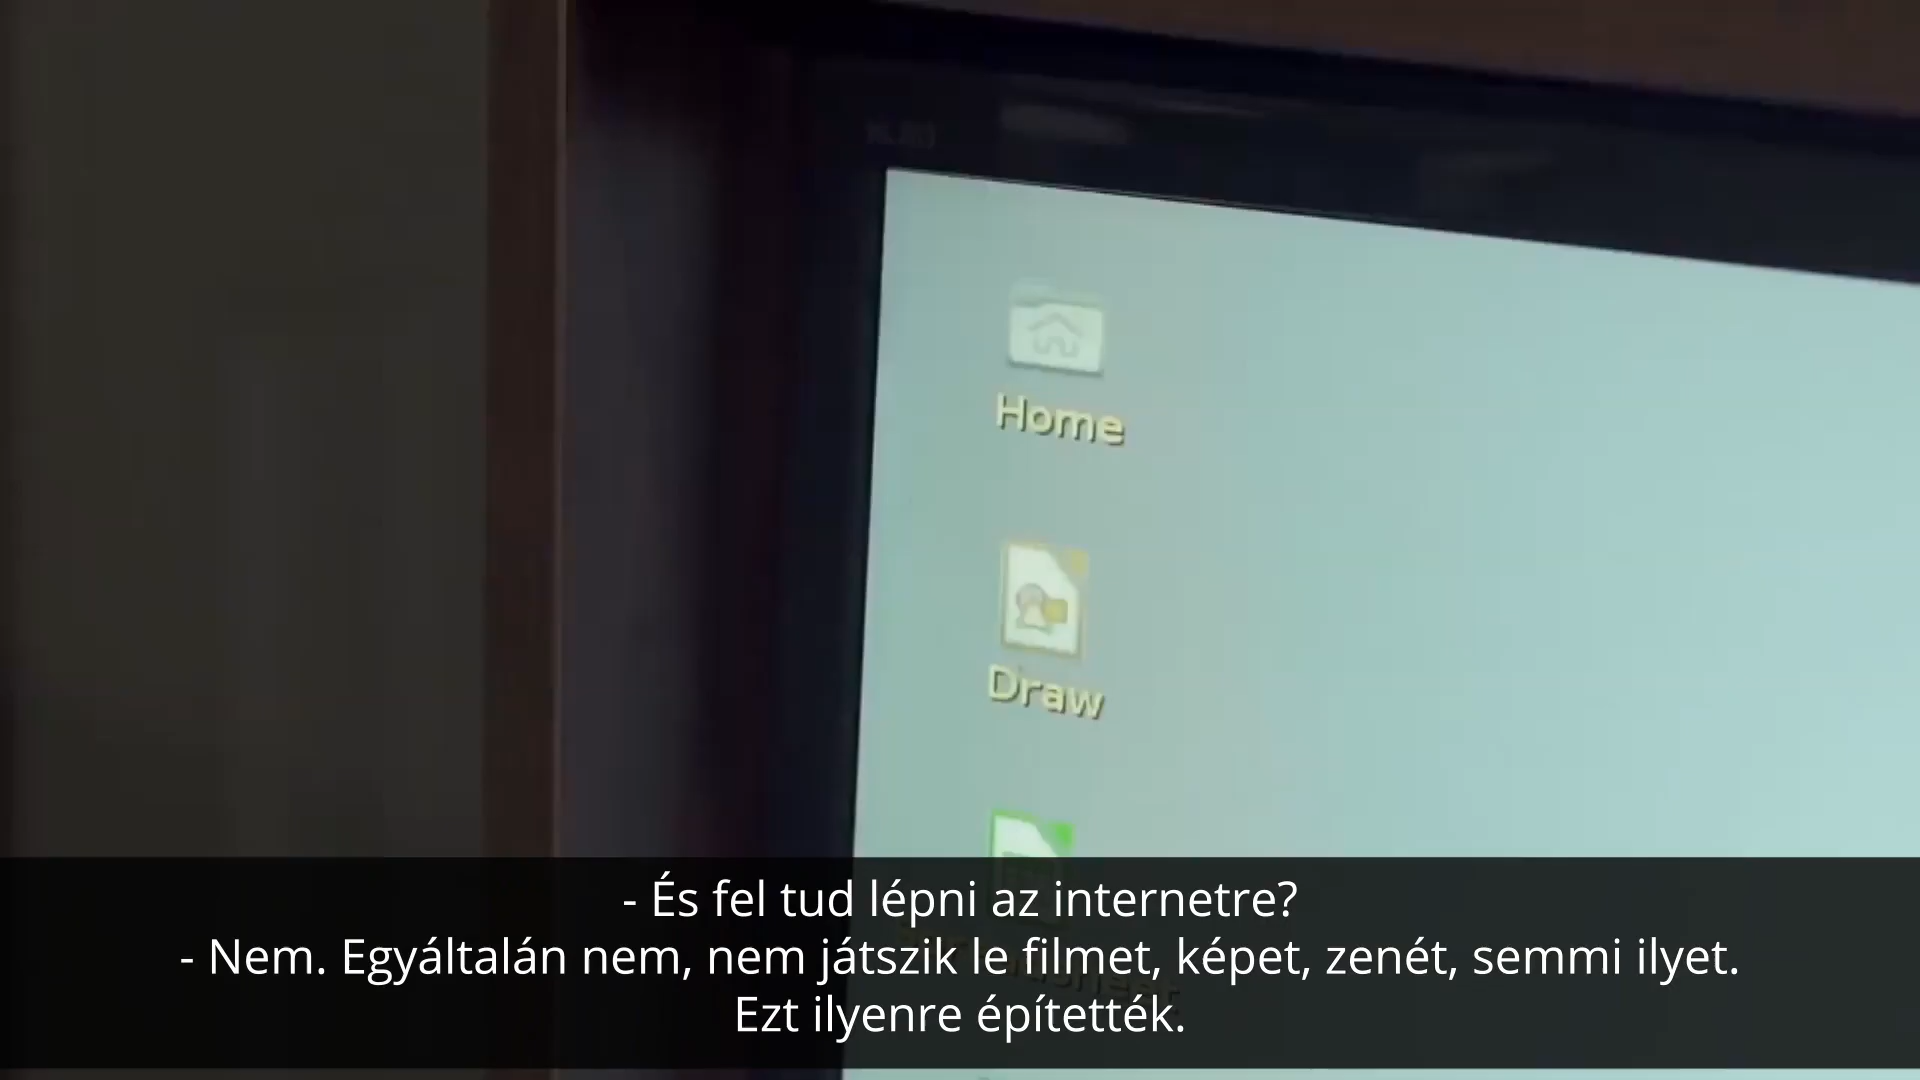 Home
Draw
- És fel tud lépni az internetre?
- Nem. Egyáltalán nem, nem játszik le filmet, képet, zenét, semmi ilyet.
Ezt ilyenre építették.